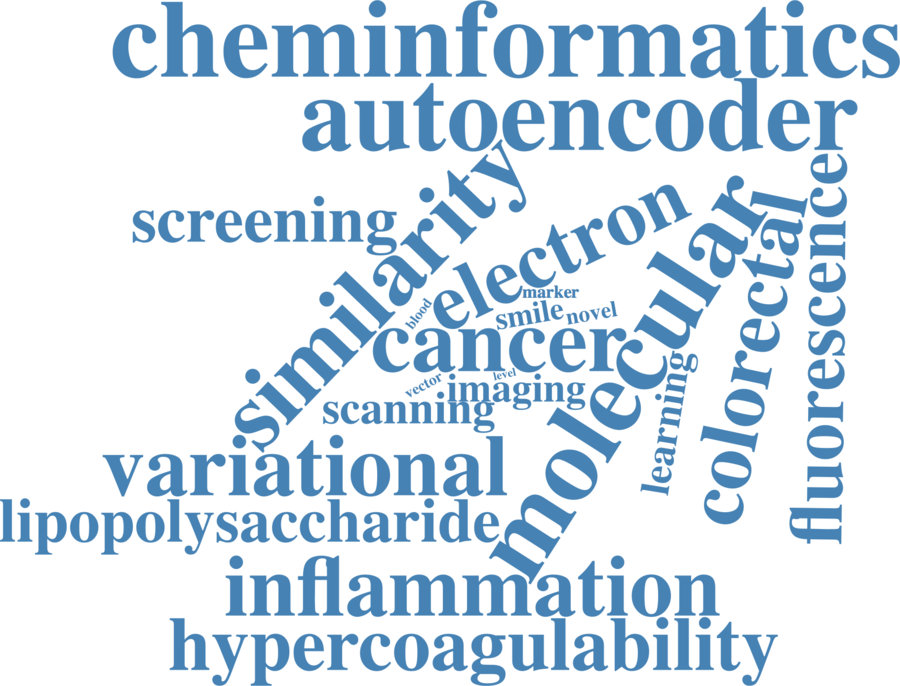 cheminformatics
autoencoder
similarity
screening
electron
molecular
colorectal
fluorescence
marker
blood
smile
novel
cancer
level
vector
imaging
learning
scanning
variational
lipopolysaccharide
inflammation
hypercoagulability